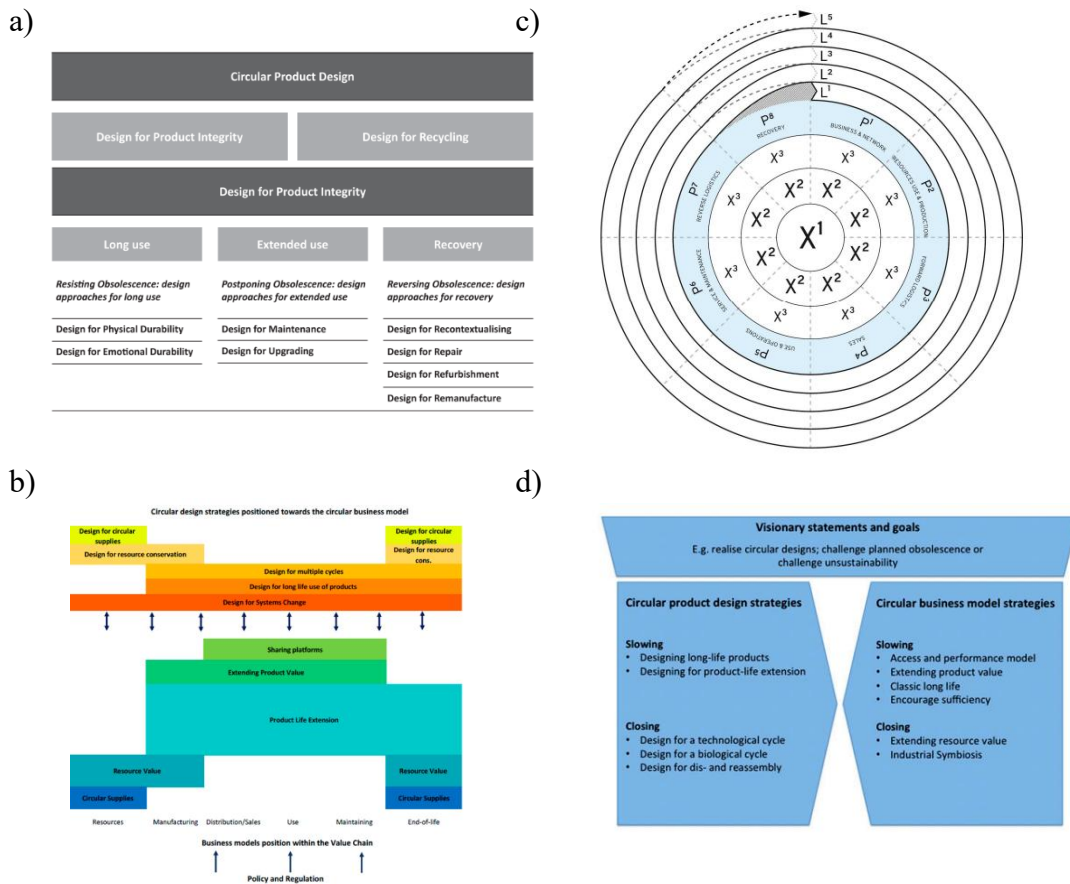 a)
Circular Product Design
Design for Product Integrity
Design for Recycling
Design for Product Integrity
Long use
Extended use
Recovery
Resisting Obsolescence: design
approaches for long use
Postponing Obsolescence: design
approaches for extended use
Reversing Obsolescence: design
approaches for recovery
Design for Physical Durability
Design for Emotional Durability
Design for Maintenance
Design for Upgrading
Design for Recontextualising
Design for Repair
Design for Refurbishment
Design for Remanufacture
c)
L⁵
L⁴
L³
L²
L¹
P¹
BUSINESS & NETWORK
P²
RESOURCES USE & PRODUCTION
P³
FORWARD LOGISTICS
P⁴
SALES
P⁵
USE & OPERATIONS
P⁶
SERVICE & MAINTENANCE
P⁷
REVERSE LOGISTICS
P⁸
RECOVERY
X³
X³
X³
X³
X³
X³
X³
X³
X²
X²
X²
X²
X²
X²
X²
X²
X¹
b)
Circular design strategies positioned towards the circular business model
Design for circular
supplies
Design for circular
supplies
Design for resource conservation
Design for resource
cons.
Design for multiple cycles
Design for long life use of products
Design for Systems Change
Sharing platforms
Extending Product Value
Product Life Extension
Resource Value
Resource Value
Circular Supplies
Circular Supplies
Resources
Manufacturing
Distribution/Sales
Use
Maintaining
End-of-life
Business models position within the Value Chain
Policy and Regulation
d)
Visionary statements and goals
E.g. realise circular designs; challenge planned obsolescence or
challenge unsustainability
Circular product design strategies
Slowing
• Designing long-life products
• Designing for product-life extension
Closing
• Design for a technological cycle
• Design for a biological cycle
• Design for dis- and reassembly
Circular business model strategies
Slowing
• Access and performance model
• Extending product value
• Classic long life
• Encourage sufficiency
Closing
• Extending resource value
• Industrial Symbiosis